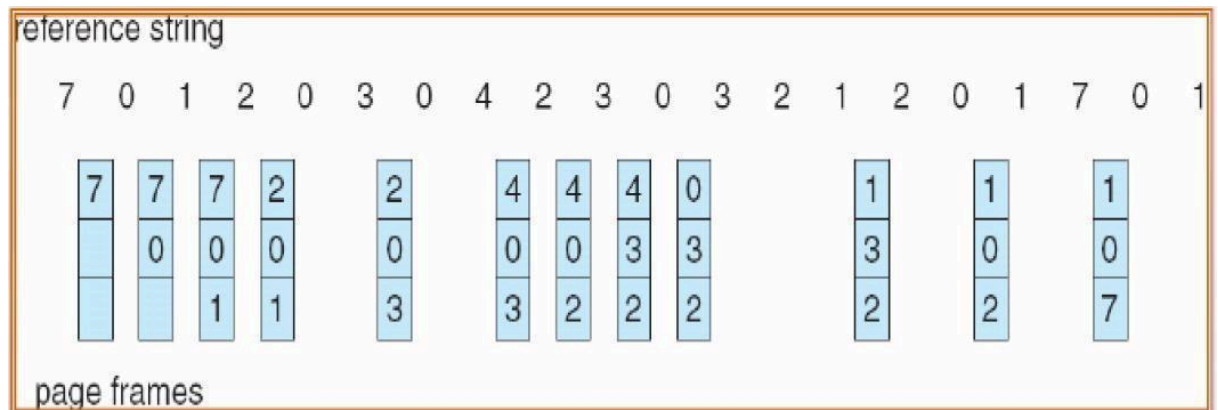 reference string
7 0 1 2 0 3 0 4 2 3 0 3 2 1 2 0 1 7 0 1
7 7 7 2 2 4 4 4 0 1 1 1
0 0 0 0 0 0 3 3 3 0 0
1 1 3 3 2 2 2 2 2 7
page frames